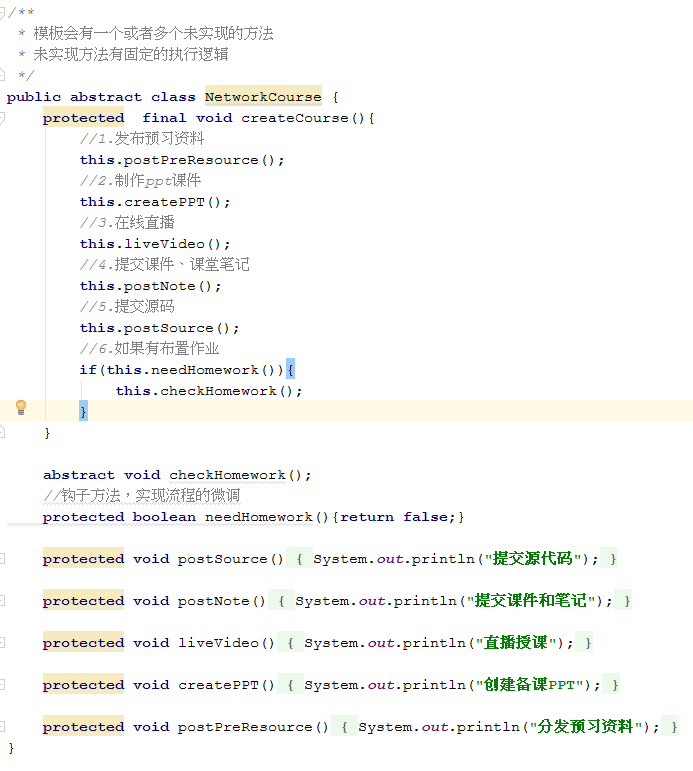 /**
 * 模板会有一个或者多个未实现的方法
 * 未实现方法有固定的执行逻辑
 */
public abstract class NetworkCourse {
    protected  final void createCourse(){
        //1.发布预习资料
        this.postPreResource();
        //2.制作ppt课件
        this.createPPT();
        //3.在线直播
        this.liveVideo();
        //4.提交课件、课堂笔记
        this.postNote();
        //5.提交源码
        this.postSource();
        //6.如果有布置作业
        if(this.needHomework()){
            this.checkHomework();
        }
    }
    abstract void checkHomework();
    //钩子方法，实现流程的微调
    protected boolean needHomework(){return false;}
    protected void postSource() { System.out.println("提交源代码"); }
    protected void postNote() { System.out.println("提交课件和笔记"); }
    protected void liveVideo() { System.out.println("直播授课"); }
    protected void createPPT() { System.out.println("创建备课PPT"); }
    protected void postPreResource() { System.out.println("分发预习资料"); }
}